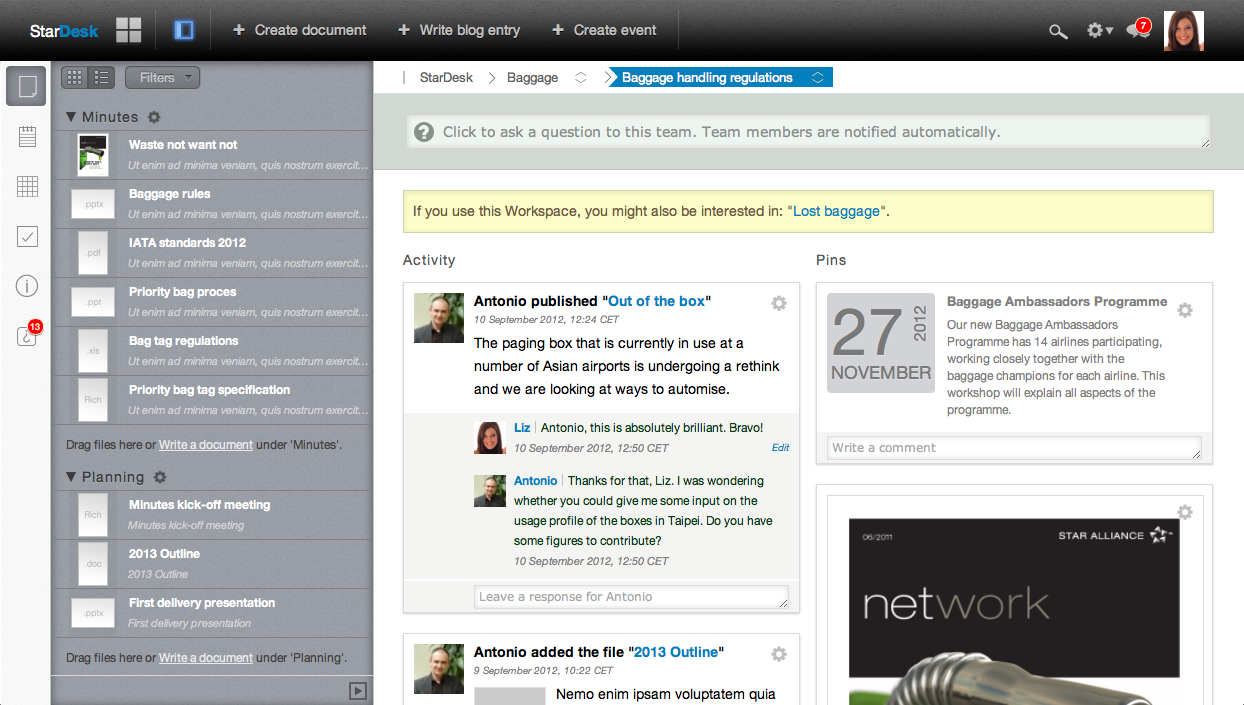 StarDesk
+ Create document
+ Write blog entry
+ Create event
7
Filters
Minutes
Waste not want not
Ut enim ad minima veniam, quis nostrum exercit...
.pptx
Baggage rules
Ut enim ad minima veniam, quis nostrum exercit...
.pdf
IATA standards 2012
Ut enim ad minima veniam, quis nostrum exercit...
.ppt
Priority bag proces
Ut enim ad minima veniam, quis nostrum exercit...
.xls
Bag tag regulations
Ut enim ad minima veniam, quis nostrum exercit...
Rich
Priority bag tag specification
Ut enim ad minima veniam, quis nostrum exercit...
Drag files here or Write a document under 'Minutes'.
Planning
Rich
Minutes kick-off meeting
Minutes kick-off meeting
.doc
2013 Outline
2013 Outline
.pptx
First delivery presentation
First delivery presentation
Drag files here or Write a document under 'Planning'.
13
StarDesk
Baggage
Baggage handling regulations
? Click to ask a question to this team. Team members are notified automatically.
If you use this Workspace, you might also be interested in: "Lost baggage".
Activity
Antonio published "Out of the box"
10 September 2012, 12:24 CET
The paging box that is currently in use at a
number of Asian airports is undergoing a rethink
and we are looking at ways to automise.
Liz | Antonio, this is absolutely brilliant. Bravo!
10 September 2012, 12:50 CET
Edit
Antonio | Thanks for that, Liz. I was wondering
whether you could give me some input on the
usage profile of the boxes in Taipei. Do you have
some figures to contribute?
10 September 2012, 12:50 CET
Leave a response for Antonio
Antonio added the file "2013 Outline"
9 September 2012, 10:22 CET
Nemo enim ipsam voluptatem quia
Pins
27
2012
NOVEMBER
Baggage Ambassadors Programme
Our new Baggage Ambassadors
Programme has 14 airlines participating,
working closely together with the
baggage champions for each airline. This
workshop will explain all aspects of the
programme.
Write a comment
06/2011
STAR ALLIANCE
network